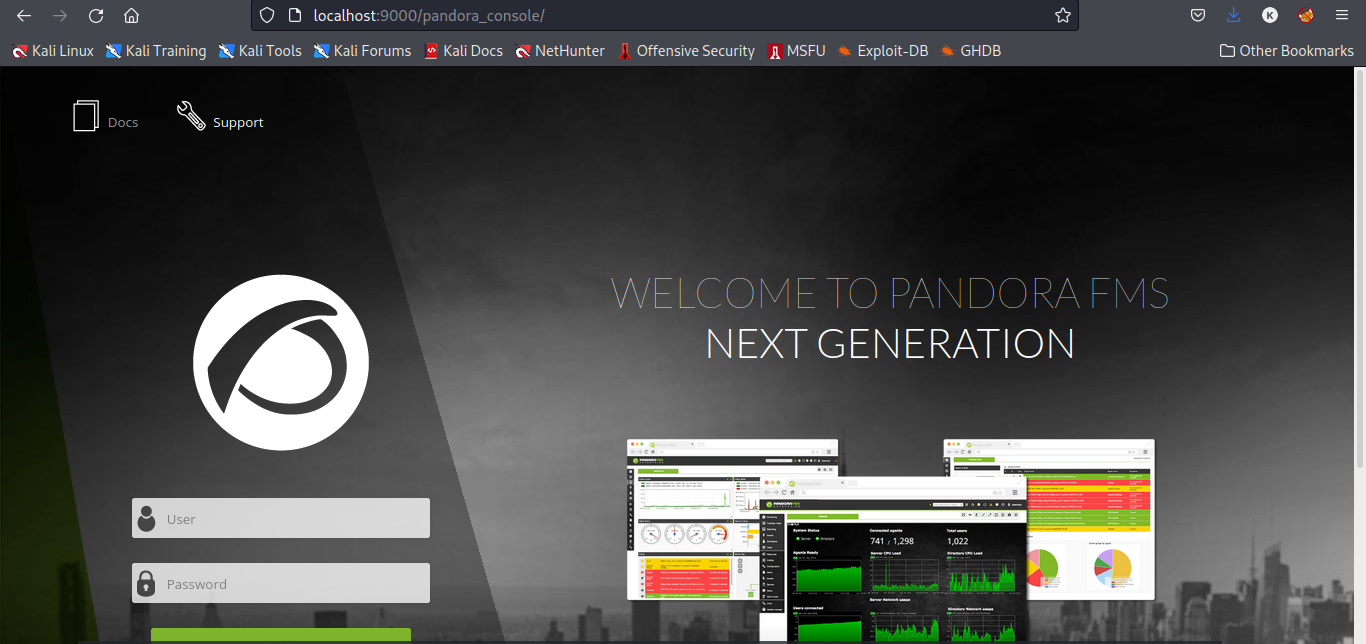 localhost:9000/pandora_console/
K
Kali Linux
Kali Training
Kali Tools
Kali Forums
Kali Docs
NetHunter
Offensive Security
MSFU
Exploit-DB
GHDB
Other Bookmarks
Docs
Support
WELCOME TO PANDORA FMS
NEXT GENERATION
User
Password
System Status
Connected agents
Total users
741 / 1,298
1,022
Agents Ready
Server CPU Load
Directory CPU Load
Users connected
Server Network usage
Directory Network usage